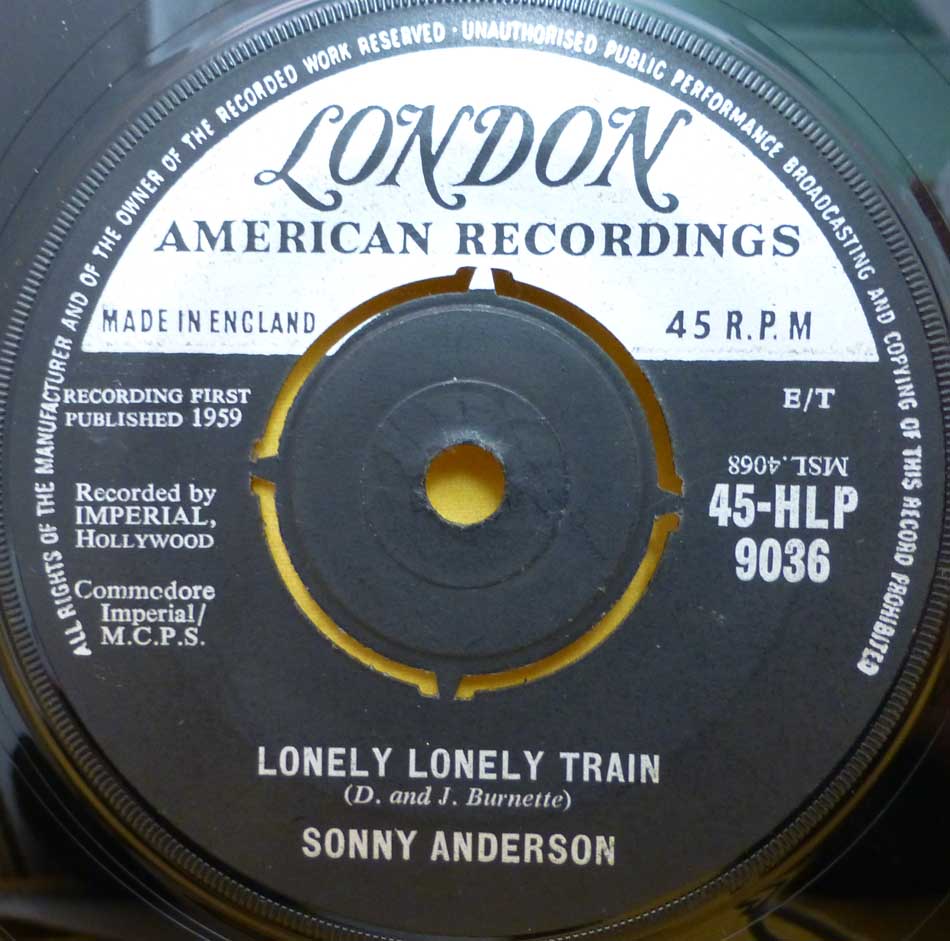 ALL RIGHTS OF THE MANUFACTURER AND OF THE OWNER OF THE RECORDED WORK RESERVED · UNAUTHORISED PUBLIC PERFORMANCE BROADCASTING AND COPYING OF THIS RECORD PROHIBITED
LONDON
AMERICAN RECORDINGS
MADE IN ENGLAND
45 R.P.M
RECORDING FIRST
PUBLISHED 1959
E/T
MSL.4068
45-HLP
9036
Recorded by
IMPERIAL,
HOLLYWOOD
Commodore
Imperial/
M.C.P.S.
LONELY LONELY TRAIN
(D. and J. Burnette)
SONNY ANDERSON